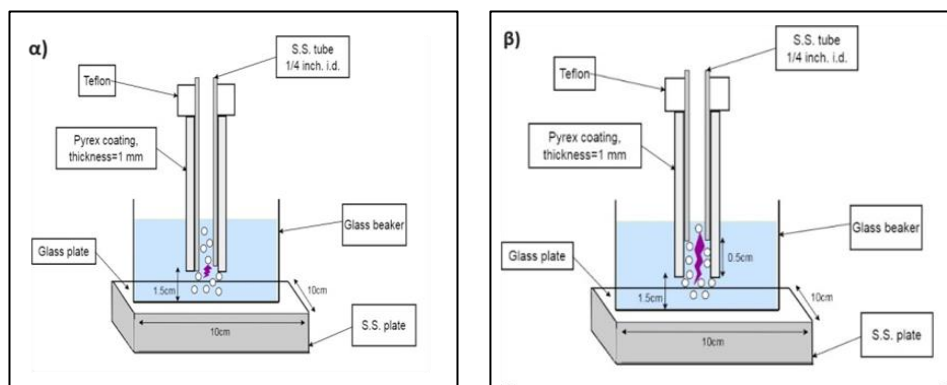 α)
S.S. tube
1/4 inch. i.d.
Teflon
Pyrex coating,
thickness=1 mm
Glass beaker
Glass plate
1.5cm
10cm
10cm
S.S. plate
β)
S.S. tube
1/4 inch. i.d.
Teflon
Pyrex coating,
thickness=1 mm
Glass beaker
Glass plate
0.5cm
1.5cm
10cm
10cm
S.S. plate